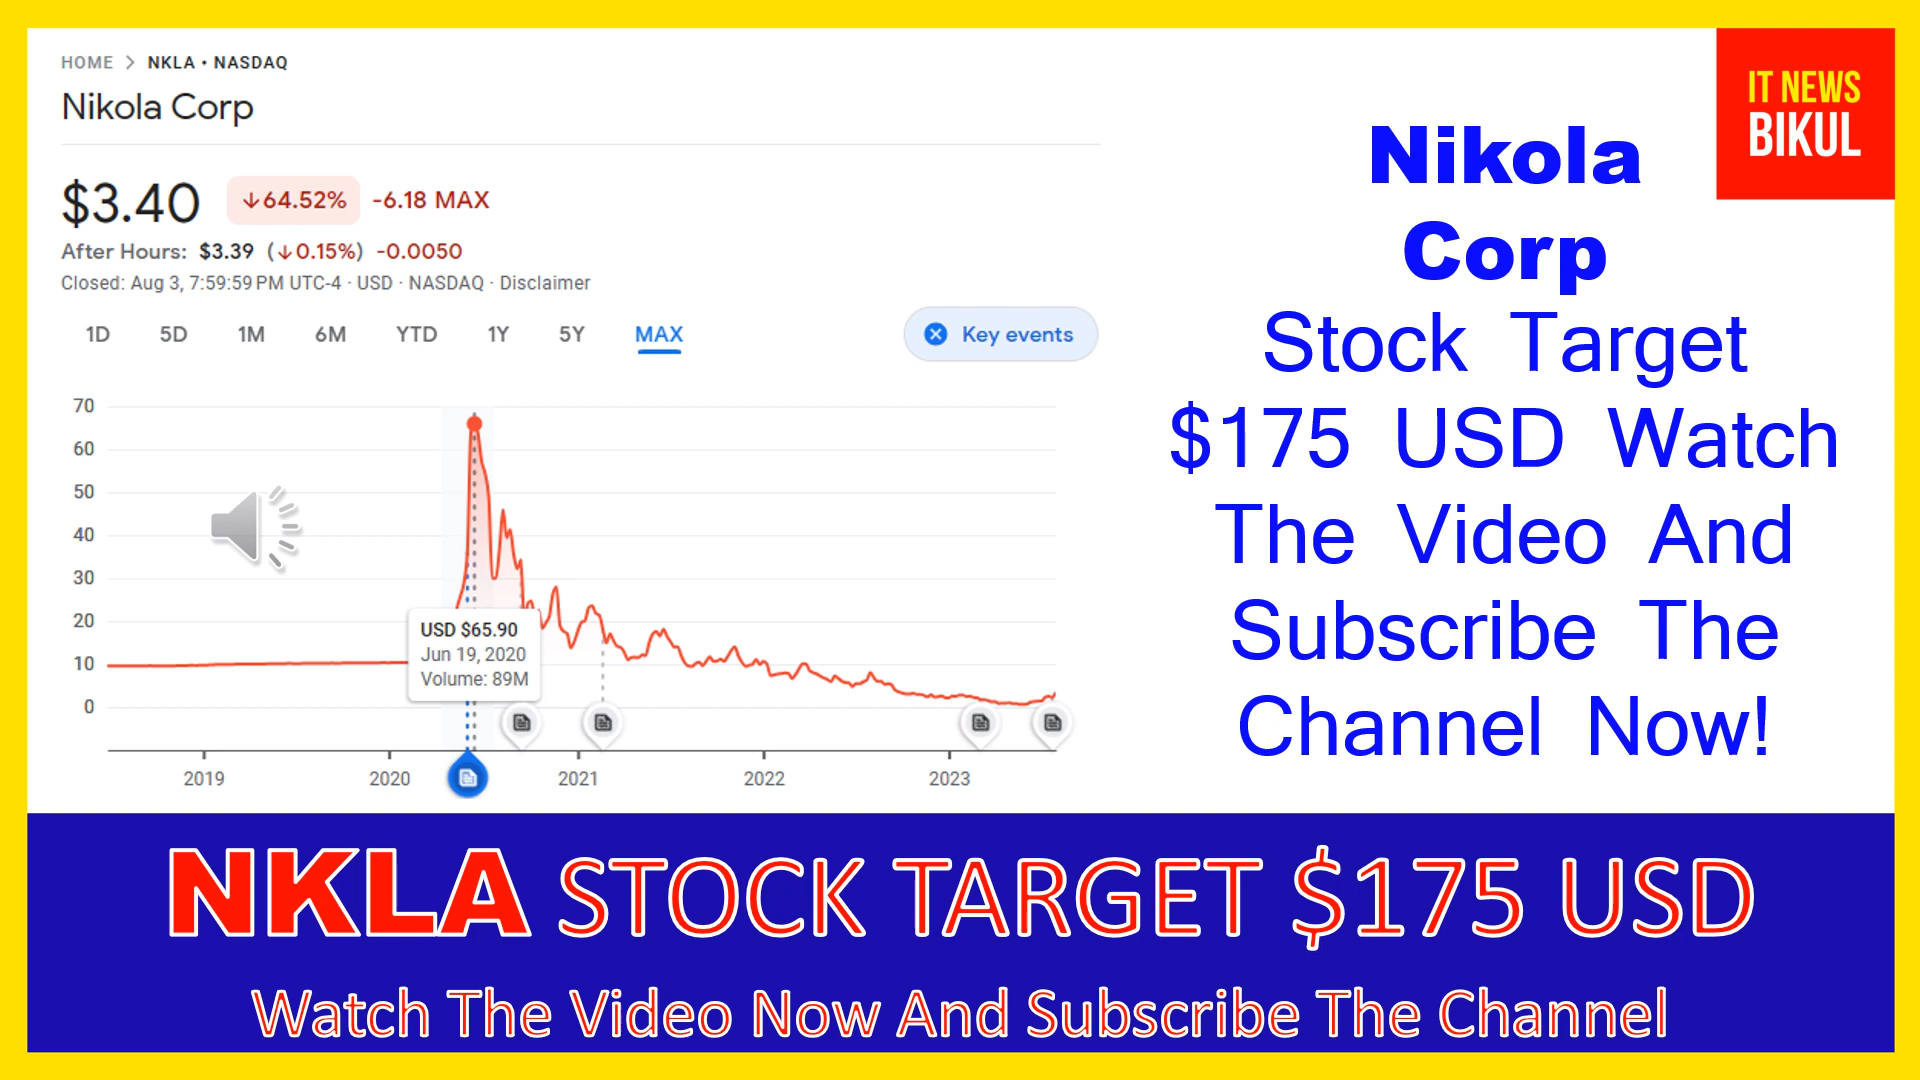 HOME > NKLA • NASDAQ
Nikola Corp
$3.40 ↓64.52% -6.18 MAX
After Hours: $3.39 (↓0.15%) -0.0050
Closed: Aug 3, 7:59:59 PM UTC-4 · USD · NASDAQ · Disclaimer
1D 5D 1M 6M YTD 1Y 5Y MAX
Key events
70
60
50
40
30
20
10
0
USD $65.90
Jun 19, 2020
Volume: 89M
2019 2020 2021 2022 2023
IT NEWS
BIKUL
Nikola
Corp
Stock Target
$175 USD Watch
The Video And
Subscribe The
Channel Now!
NKLA STOCK TARGET $175 USD
Watch The Video Now And Subscribe The Channel